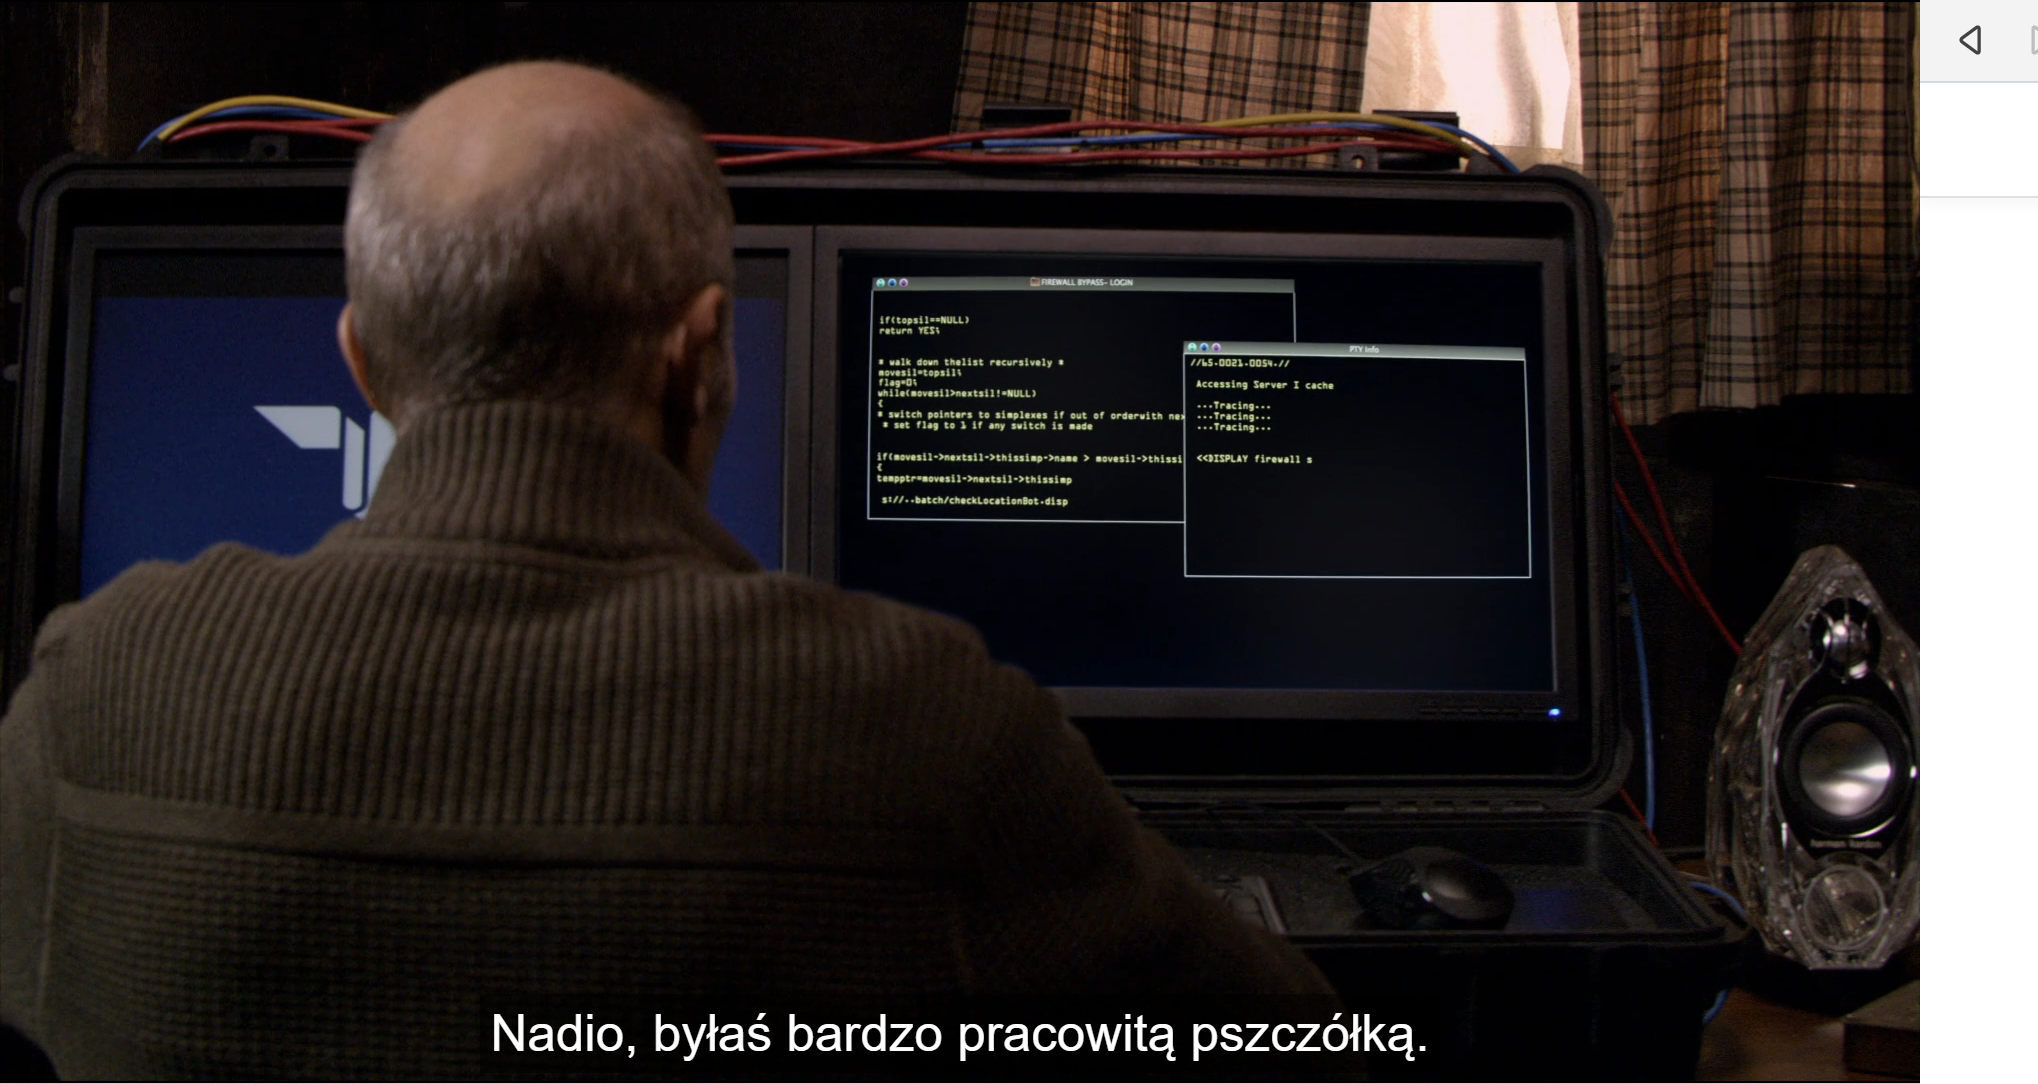 FIREWALL BYPASS- LOGIN
if(topsil==NULL)
return YES;
* walk down thelist recursively *
movesil=topsil;
flag=0;
while(movesil>nextsil!=NULL)
{
* switch pointers to simplexes if out of orderwith nex
* set flag to 1 if any switch is made
if(movesil->nextsil->thissimp->name > movesil->thissi
{
tempptr=movesil->nextsil->thissimp
s://..batch/checkLocationBot.disp
PTY Info
//65.0021.0054.//
Accessing Server I cache
---Tracing---
---Tracing---
---Tracing---
<<DISPLAY firewall s
harman kardon
Nadio, byłaś bardzo pracowitą pszczółką.